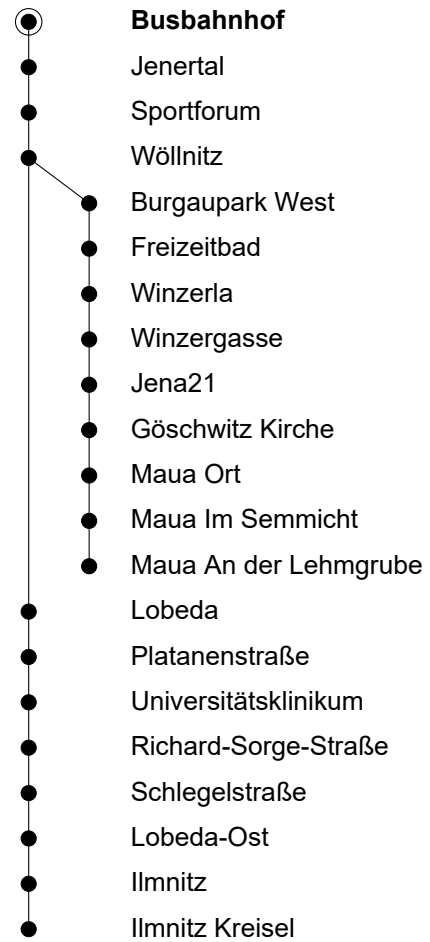 Busbahnhof
Jenertal
Sportforum
Wöllnitz
Burgaupark West
Freizeitbad
Winzerla
Winzergasse
Jena21
Göschwitz Kirche
Maua Ort
Maua Im Semmicht
Maua An der Lehmgrube
Lobeda
Platanenstraße
Universitätsklinikum
Richard-Sorge-Straße
Schlegelstraße
Lobeda-Ost
Ilmnitz
Ilmnitz Kreisel